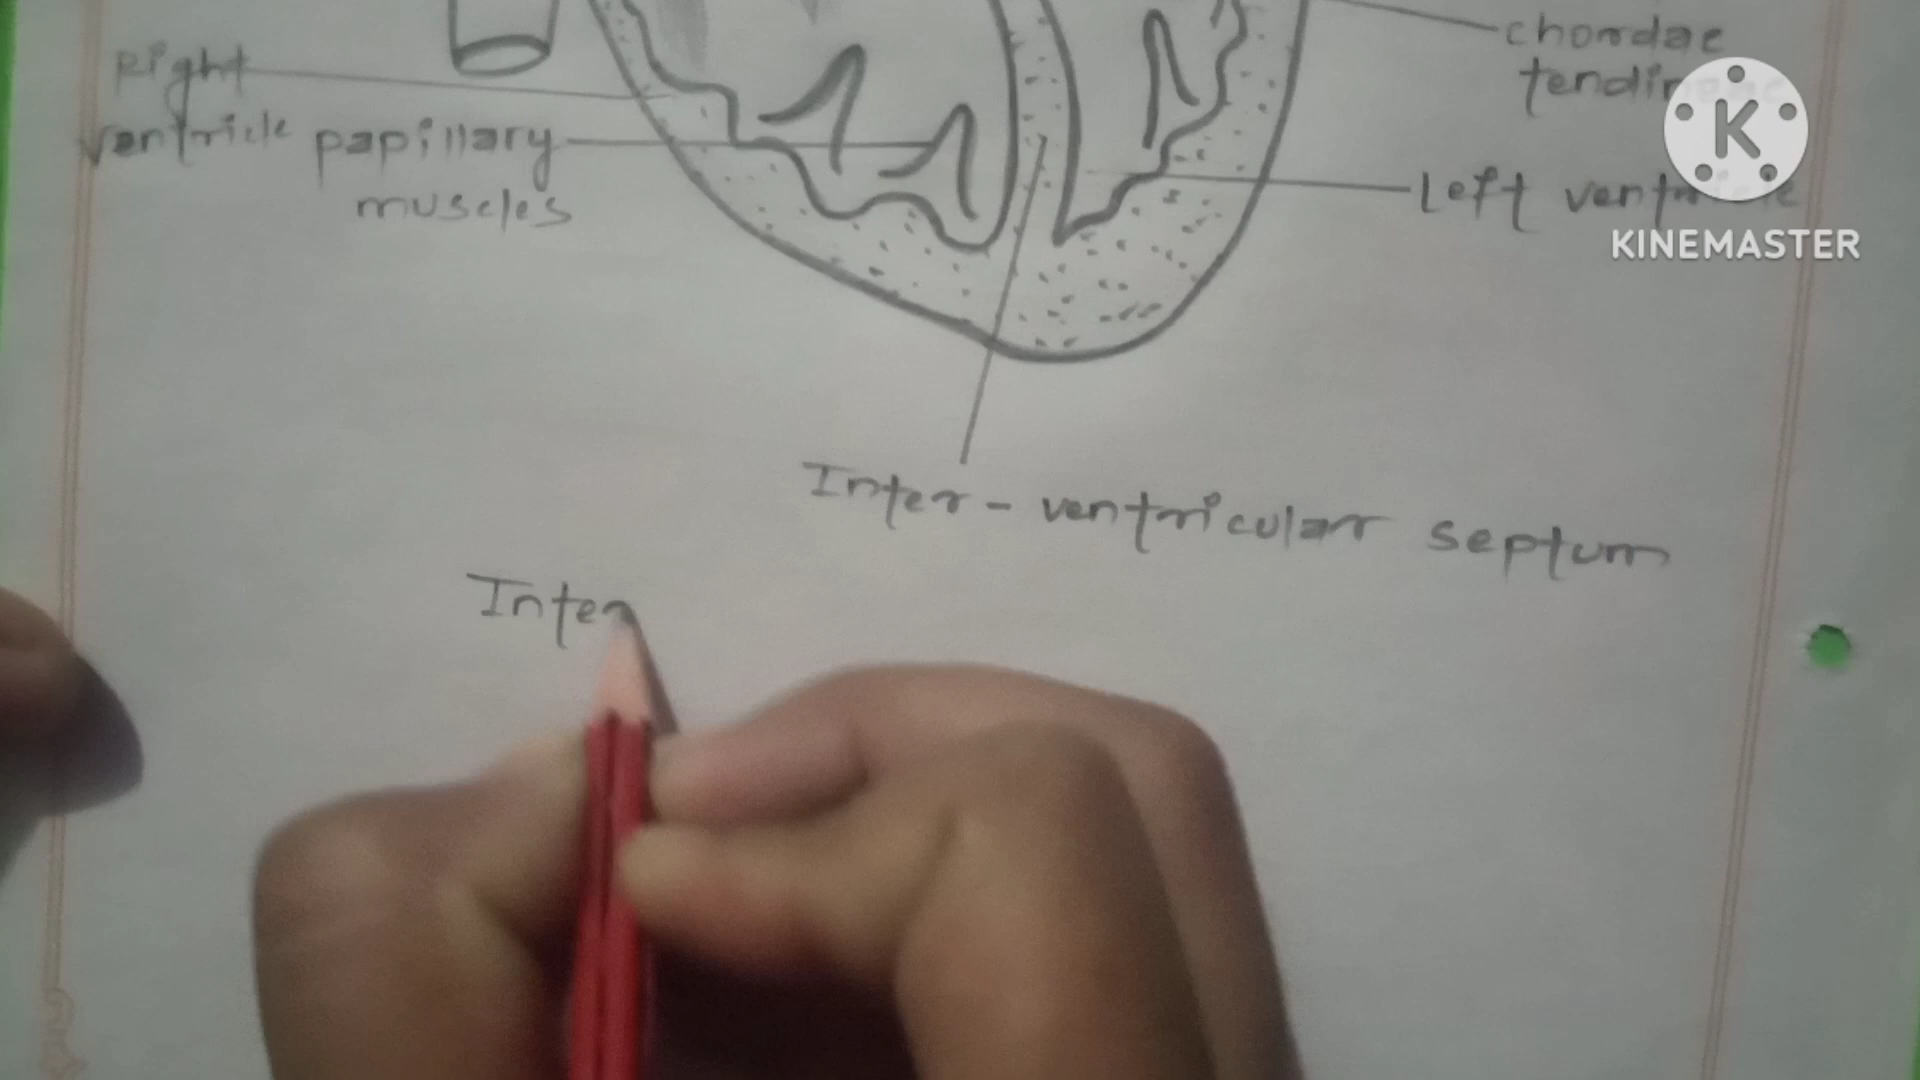 Right
ventricle
papillary
muscles
chordae
Left
KINEMASTER
Inter - ventricular septum
Inter